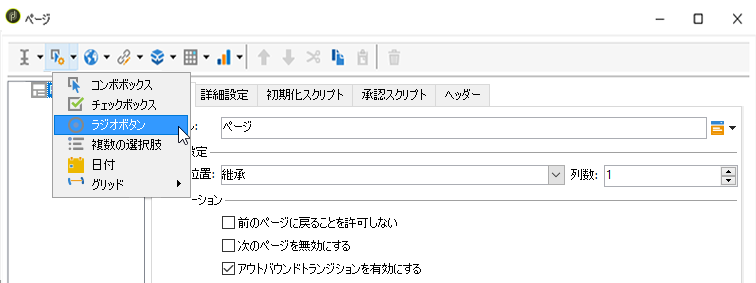 ページ
コンボボックス
チェックボックス
ラジオボタン
複数の選択肢
日付
グリッド
詳細設定
初期化スクリプト
承認スクリプト
ヘッダー
ル:
ページ
定
位置:
継承
列数:
1
ーション
前のページに戻ることを許可しない
次のページを無効にする
アウトバウンドトランジションを有効にする